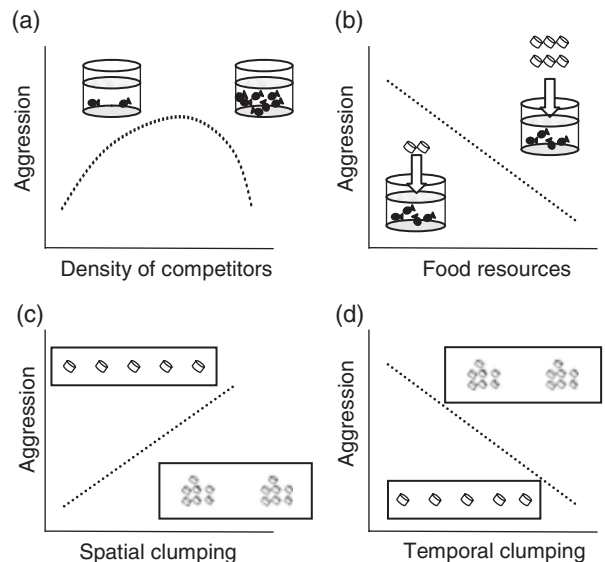 (a)
Aggression
Density of competitors
(b)
Aggression
Food resources
(c)
Aggression
Spatial clumping
(d)
Aggression
Temporal clumping